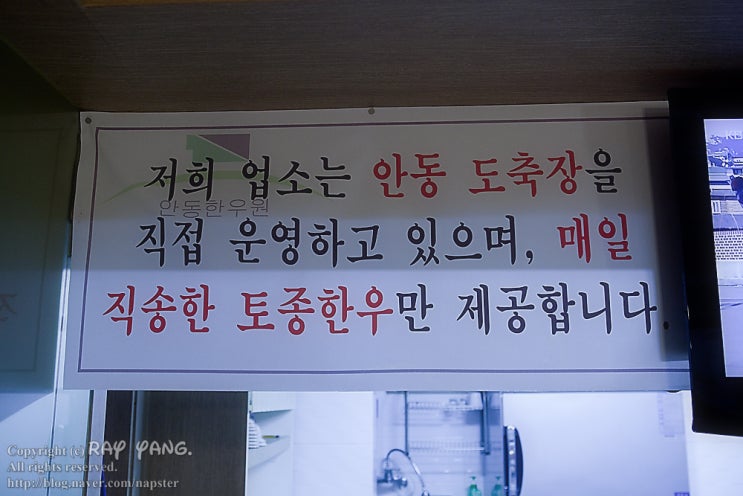 저희 업소는 안동 도축장을
안동한우원
직접 운영하고 있으며, 매일
직송한 토종한우만 제공합니다
Copyright (c) RAY YANG.
All rights reserved.
http://blog.naver.com/napster